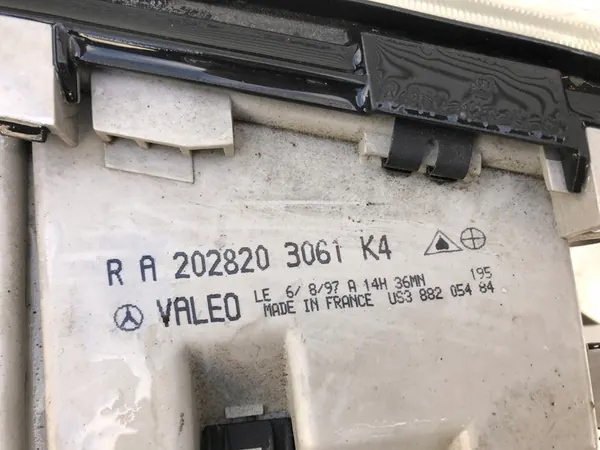 R A 202820 3061 K4
VALEO LE 6/ 8/97 A 14H 36MN 195
MADE IN FRANCE US3 882 054 84